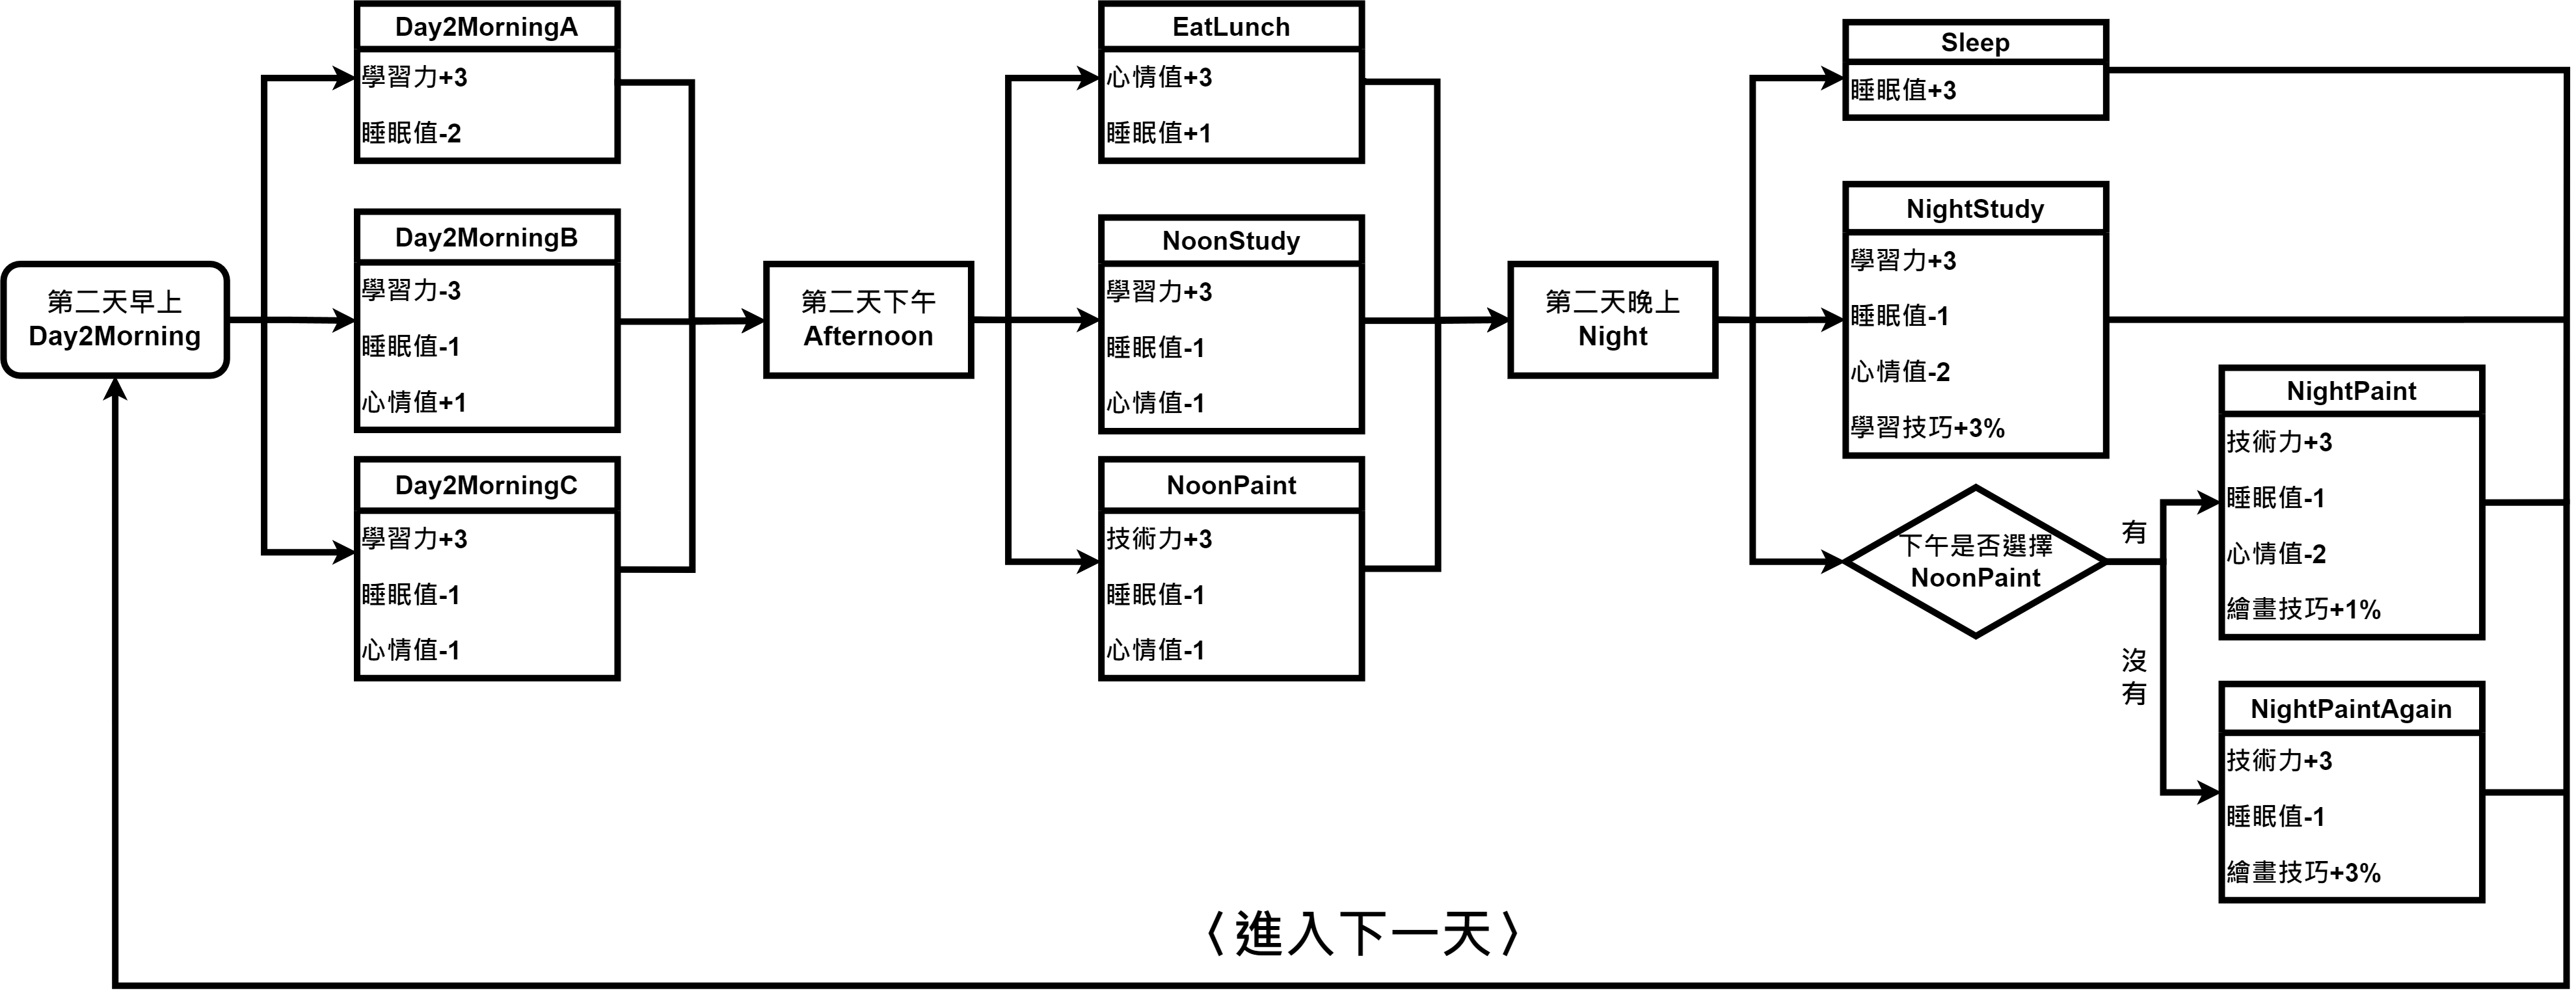 第二天早上
Day2Morning
Day2MorningA
學習力+3
睡眠值-2
Day2MorningB
學習力-3
睡眠值-1
心情值+1
Day2MorningC
學習力+3
睡眠值-1
心情值-1
第二天下午
Afternoon
EatLunch
心情值+3
睡眠值+1
NoonStudy
學習力+3
睡眠值-1
心情值-1
NoonPaint
技術力+3
睡眠值-1
心情值-1
第二天晚上
Night
Sleep
睡眠值+3
NightStudy
學習力+3
睡眠值-1
心情值-2
學習技巧+3%
下午是否選擇
NoonPaint
有
沒
有
NightPaint
技術力+3
睡眠值-1
心情值-2
繪畫技巧+1%
NightPaintAgain
技術力+3
睡眠值-1
繪畫技巧+3%
〈進入下一天〉